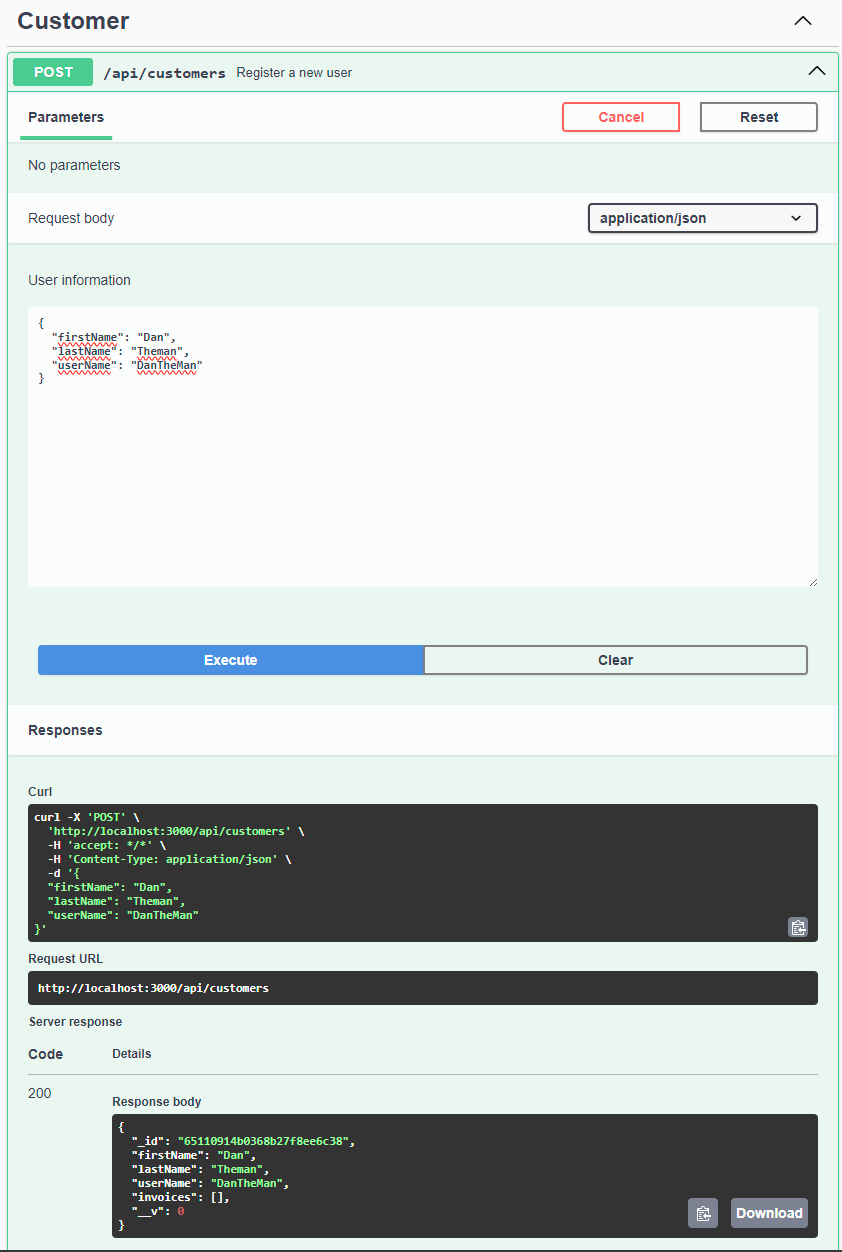 Customer
POST /api/customers Register a new user
Parameters Cancel Reset
No parameters
Request body application/json
User information
{
  "firstName": "Dan",
  "lastName": "Theman",
  "userName": "DanTheMan"
}
Execute Clear
Responses
Curl
curl -X 'POST' \
  'http://localhost:3000/api/customers' \
  -H 'accept: */*' \
  -H 'Content-Type: application/json' \
  -d '{
  "firstName": "Dan",
  "lastName": "Theman",
  "userName": "DanTheMan"
}'
Request URL
http://localhost:3000/api/customers
Server response
Code Details
200
Response body
{
  "_id": "65110914b0368b27f8ee6c38",
  "firstName": "Dan",
  "lastName": "Theman",
  "userName": "DanTheMan",
  "invoices": [],
  "__v": 0
}
Download